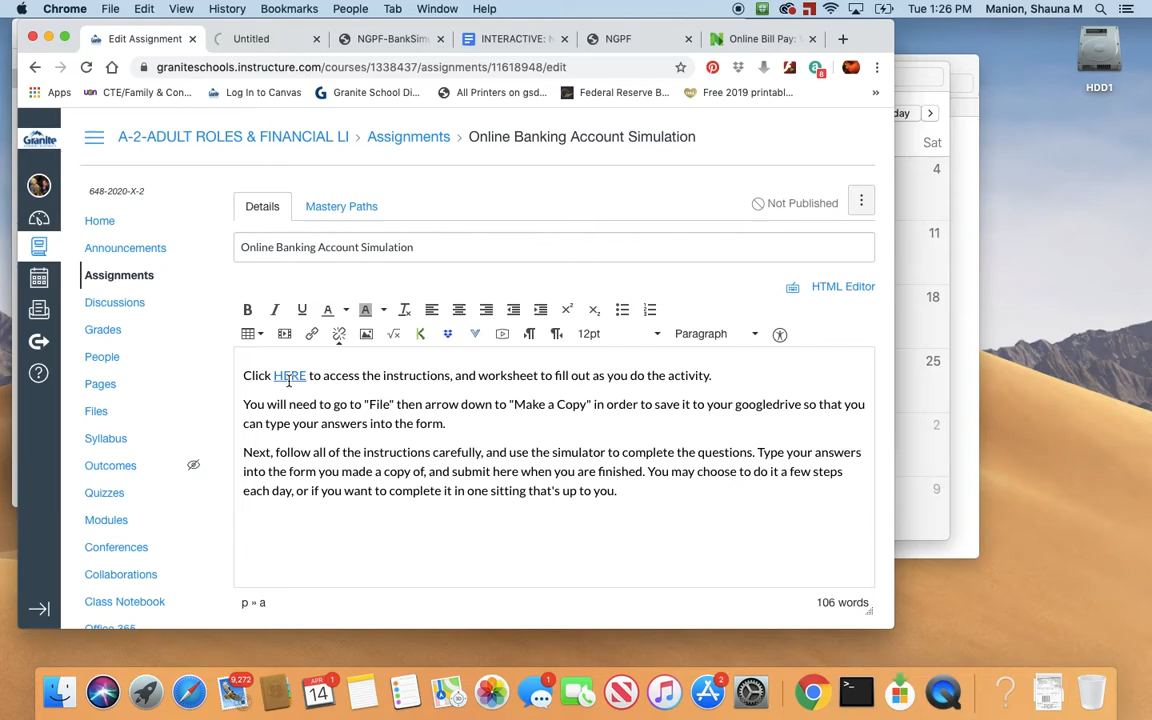 Chrome File Edit View History Bookmarks People Tab Window Help Tue 1:26 PM Manion, Shauna M
Edit Assignment Untitled NGPF-BankSim INTERACTIVE: N NGPF Online Bill Pay:
graniteschools.instructure.com/courses/1338437/assignments/11618948/edit 8
Apps CTE/Family & Con... Log In to Canvas Granite School Di... All Printers on gsd... Federal Reserve B... Free 2019 printabl... »
HDD1
day
Sat
4
11
18
25
2
9
Granite
A-2-ADULT ROLES & FINANCIAL LI › Assignments › Online Banking Account Simulation
648-2020-X-2
Home
Announcements
Assignments
Discussions
Grades
People
Pages
Files
Syllabus
Outcomes
Quizzes
Modules
Conferences
Collaborations
Class Notebook
Office 365
Details Mastery Paths Not Published
Online Banking Account Simulation
HTML Editor
12pt Paragraph
Click HERE to access the instructions, and worksheet to fill out as you do the activity.
You will need to go to "File" then arrow down to "Make a Copy" in order to save it to your googledrive so that you
can type your answers into the form.
Next, follow all of the instructions carefully, and use the simulator to complete the questions. Type your answers
into the form you made a copy of, and submit here when you are finished. You may choose to do it a few steps
each day, or if you want to complete it in one sitting that's up to you.
p » a 106 words
9,272 APR 14 1 1 2